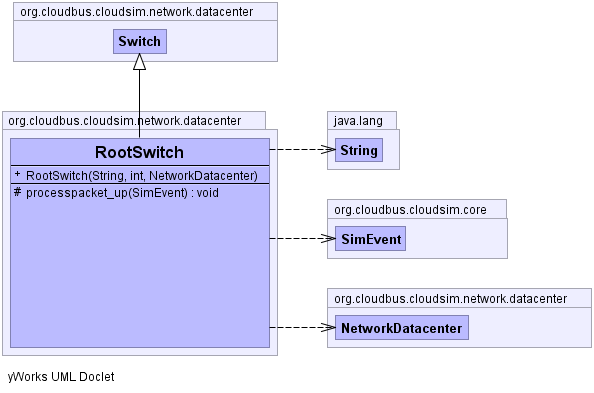 org.cloudbus.cloudsim.network.datacenter
Switch
org.cloudbus.cloudsim.network.datacenter
RootSwitch
+ RootSwitch(String, int, NetworkDatacenter)
# processpacket_up(SimEvent) : void
java.lang
String
org.cloudbus.cloudsim.core
SimEvent
org.cloudbus.cloudsim.network.datacenter
NetworkDatacenter
yWorks UML Doclet